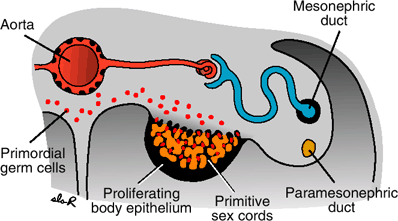 Aorta
Mesonephric
duct
Primordial
germ cells
Proliferating
body epithelium
Primitive
sex cords
Paramesonephric
duct